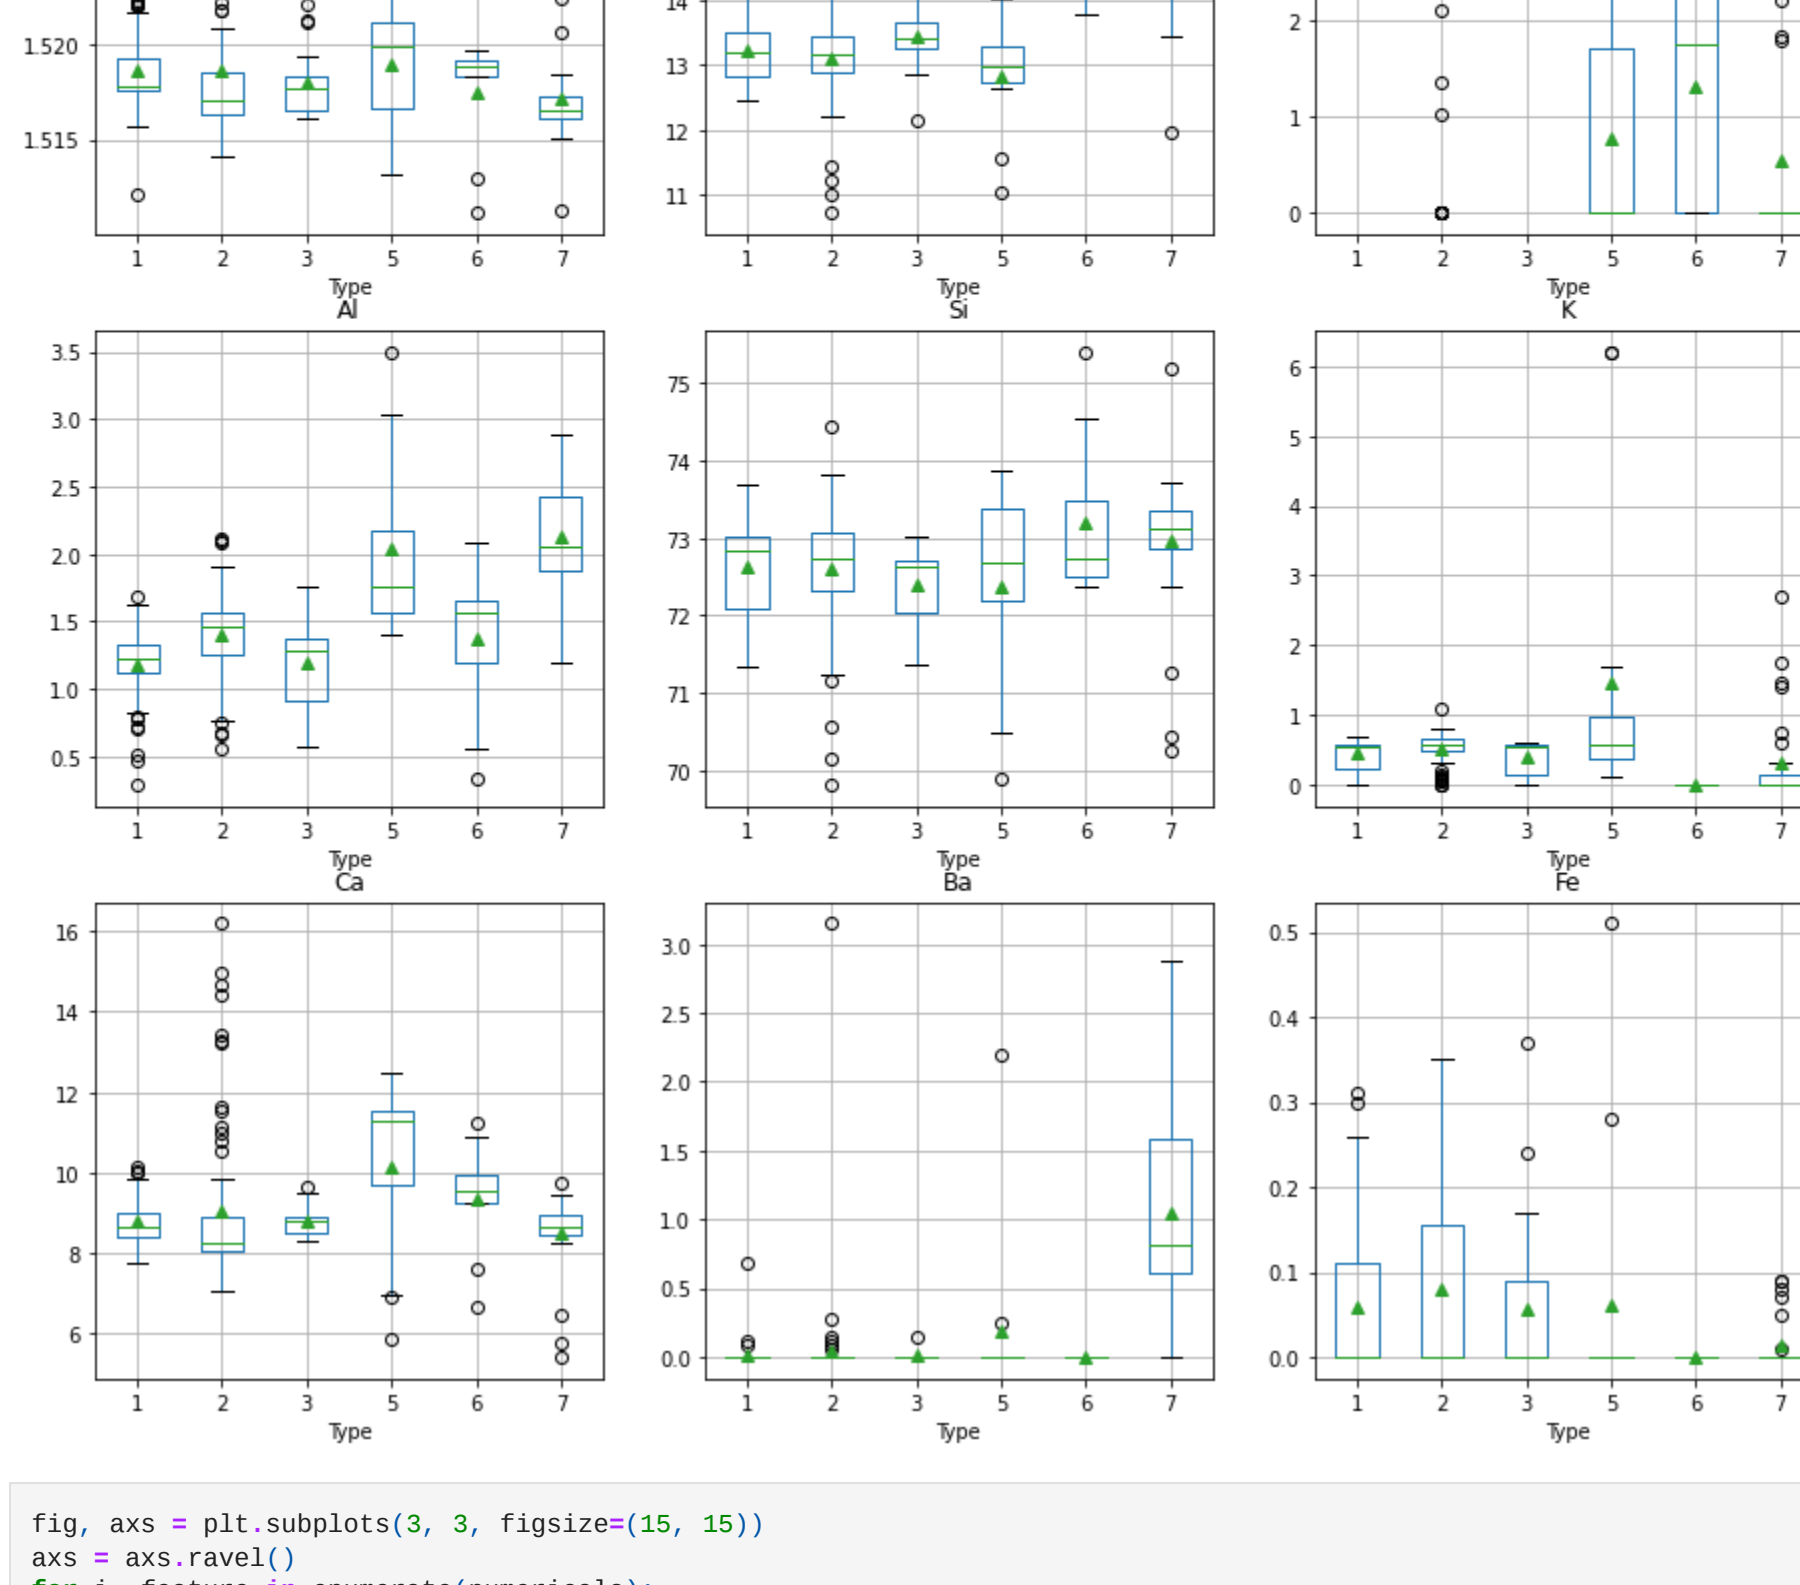 1.520
1.515
1 2 3 5 6 7
Type
14
13
12
11
1 2 3 5 6 7
Type
2
1
0
1 2 3 5 6 7
Type
Al
3.5
3.0
2.5
2.0
1.5
1.0
0.5
1 2 3 5 6 7
Type
Si
75
74
73
72
71
70
1 2 3 5 6 7
Type
K
6
5
4
3
2
1
0
1 2 3 5 6 7
Type
Ca
16
14
12
10
8
6
1 2 3 5 6 7
Type
Ba
3.0
2.5
2.0
1.5
1.0
0.5
0.0
1 2 3 5 6 7
Type
Fe
0.5
0.4
0.3
0.2
0.1
0.0
1 2 3 5 6 7
Type
fig, axs = plt.subplots(3, 3, figsize=(15, 15))
axs = axs.ravel()
for i, feature in enumerate(numericals):